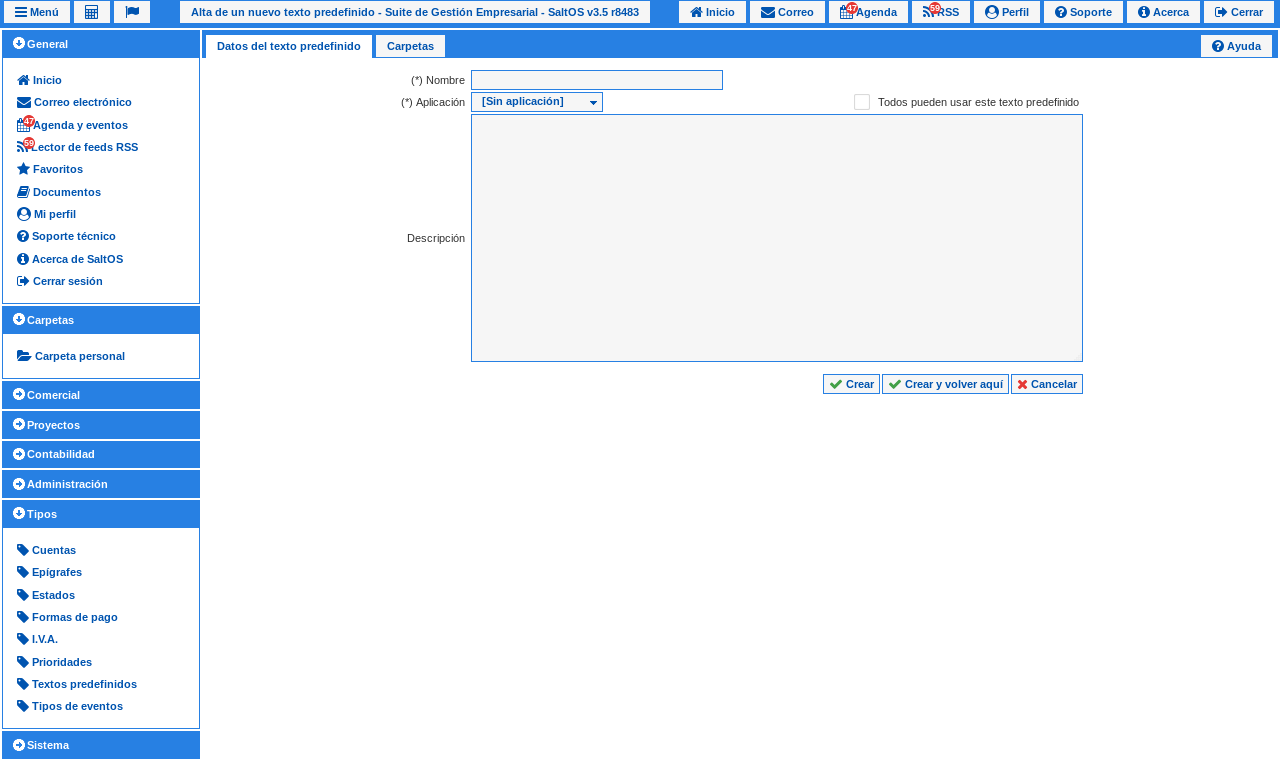 Menú
Alta de un nuevo texto predefinido - Suite de Gestión Empresarial - SaltOS v3.5 r8483
Inicio
Correo
47
Agenda
59
RSS
Perfil
Soporte
Acerca
Cerrar
General
Inicio
Correo electrónico
47
Agenda y eventos
59
Lector de feeds RSS
Favoritos
Documentos
Mi perfil
Soporte técnico
Acerca de SaltOS
Cerrar sesión
Carpetas
Carpeta personal
Comercial
Proyectos
Contabilidad
Administración
Tipos
Cuentas
Epígrafes
Estados
Formas de pago
I.V.A.
Prioridades
Textos predefinidos
Tipos de eventos
Sistema
Datos del texto predefinido
Carpetas
Ayuda
(*) Nombre
(*) Aplicación
[Sin aplicación]
Todos pueden usar este texto predefinido
Descripción
Crear
Crear y volver aquí
Cancelar